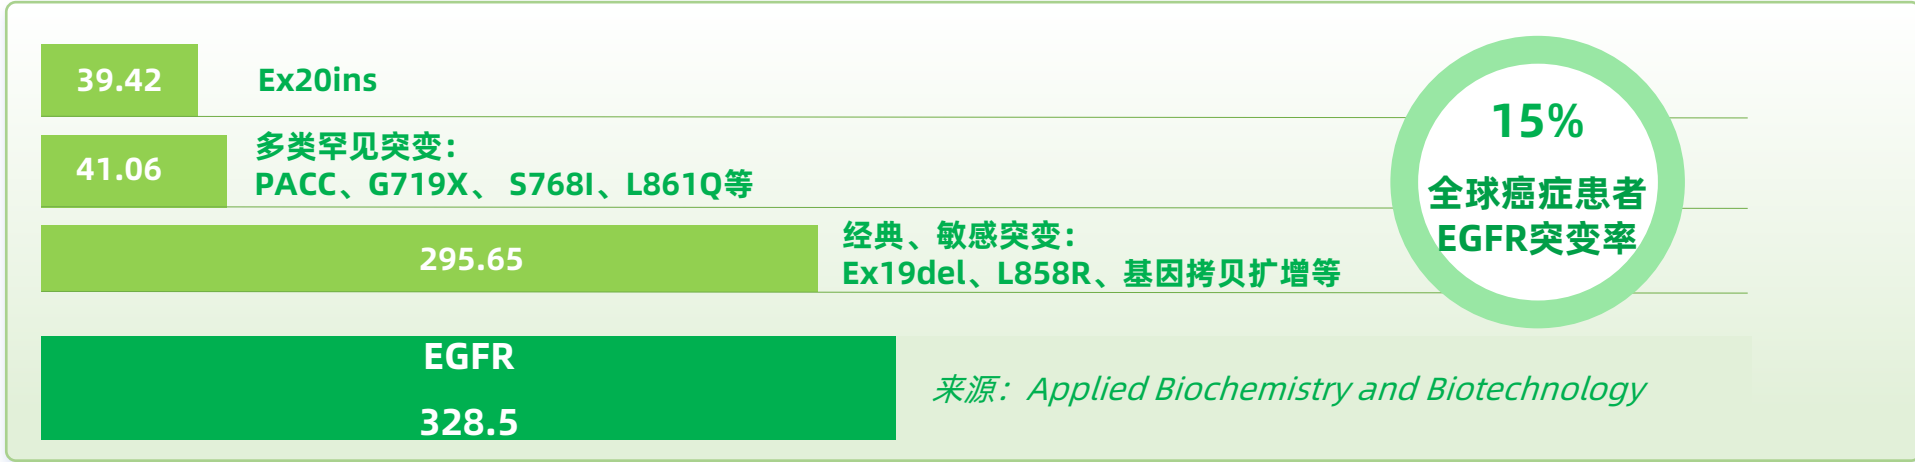 39.42 Ex20ins
41.06
多类罕见突变：
PACC、G719X、 S768I、L861Q等
295.65
经典、敏感突变：
Ex19del、L858R、基因拷贝扩增等
15%
全球癌症患者
EGFR突变率
EGFR
328.5
来源：Applied Biochemistry and Biotechnology